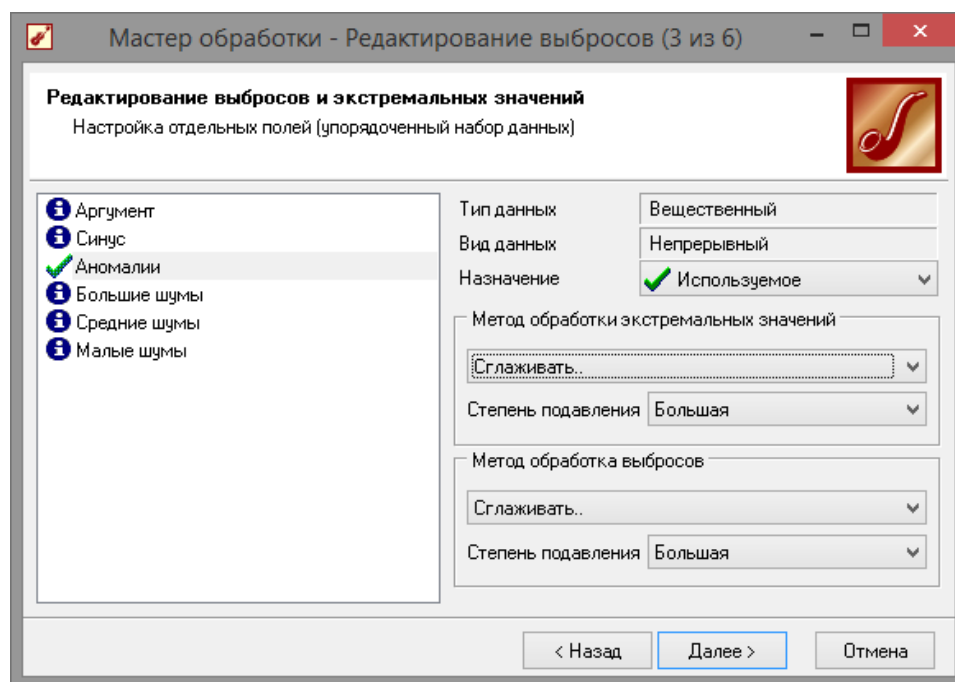 Мастер обработки - Редактирование выбросов (3 из 6)
Редактирование выбросов и экстремальных значений
Настройка отдельных полей (упорядоченный набор данных)
Аргумент
Синус
Аномалии
Большие шумы
Средние шумы
Малые шумы
Тип данных Вещественный
Вид данных Непрерывный
Назначение Используемое
Метод обработки экстремальных значений
Сглаживать..
Степень подавления Большая
Метод обработка выбросов
Сглаживать..
Степень подавления Большая
< Назад Далее > Отмена